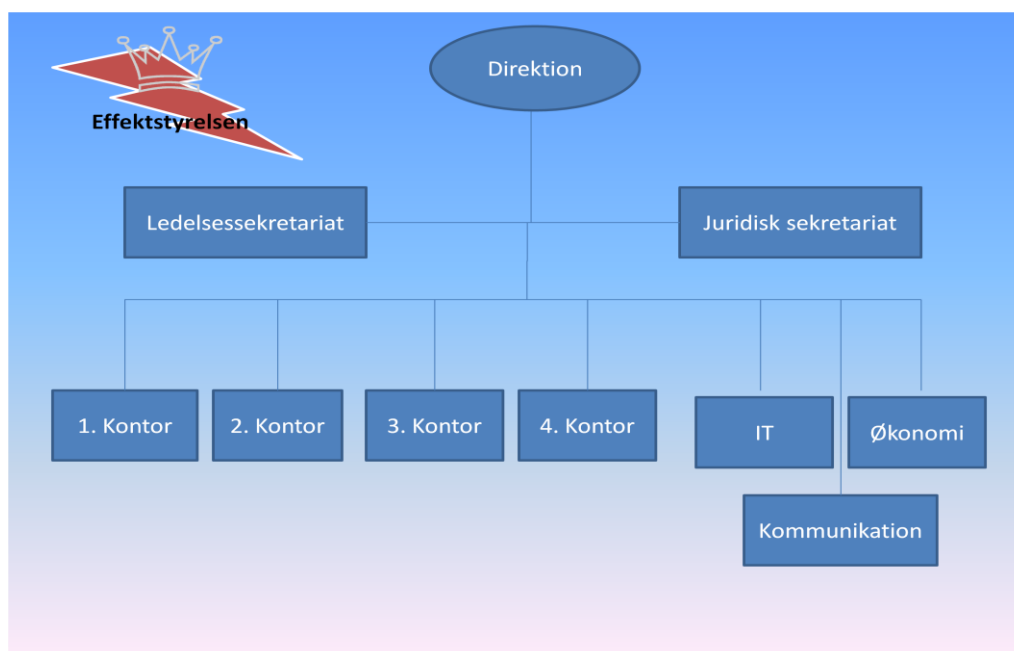 Effektstyrelsen
Direktion
Ledelsessekretariat
Juridisk sekretariat
1. Kontor
2. Kontor
3. Kontor
4. Kontor
IT
Økonomi
Kommunikation